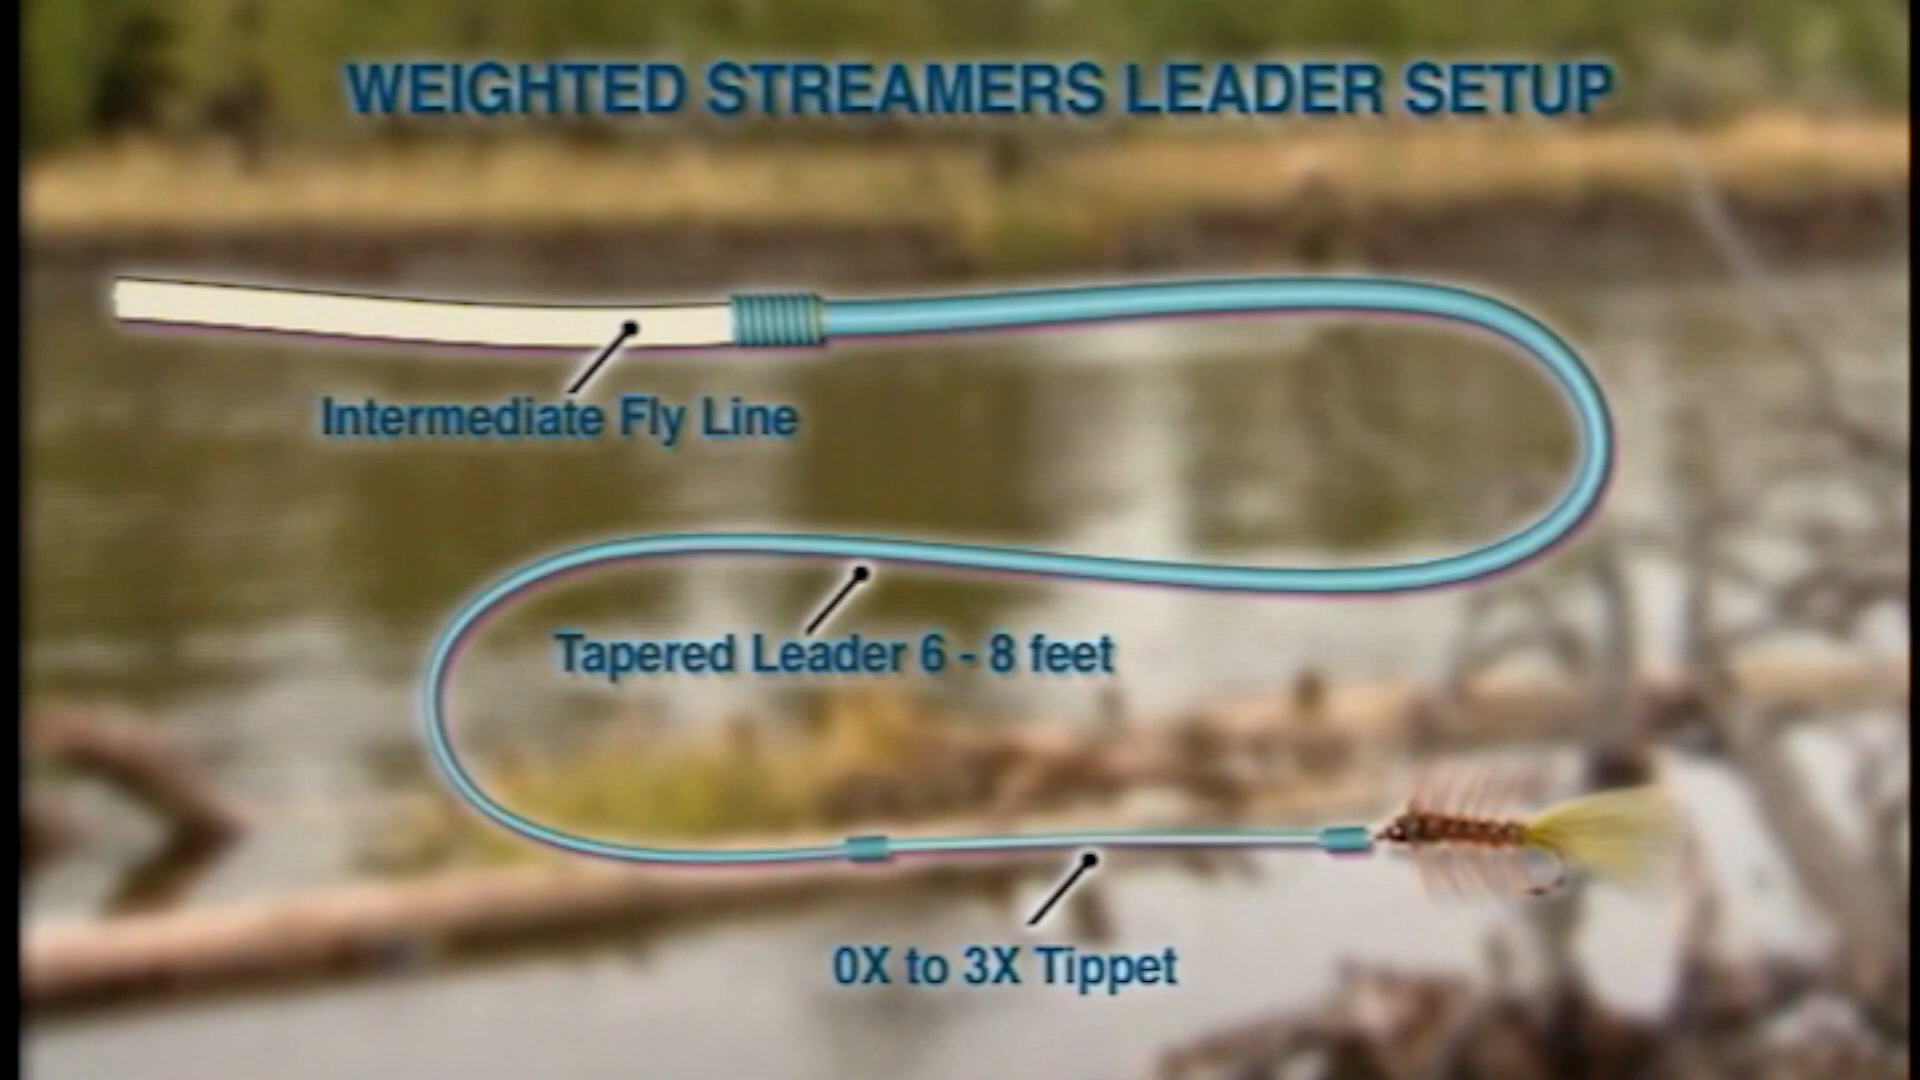 WEIGHTED STREAMERS LEADER SETUP
Intermediate Fly Line
Tapered Leader 6 - 8 feet
0X to 3X Tippet